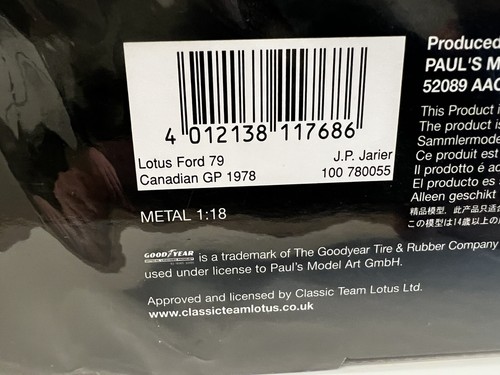 4 012138 117686
Lotus Ford 79 J.P. Jarier
Canadian GP 1978 100 780055
METAL 1:18
GOODYEAR is a trademark of The Goodyear Tire & Rubber Company
used under license to Paul's Model Art GmbH.
Approved and licensed by Classic Team Lotus Ltd.
www.classicteamlotus.co.uk
Produced
PAUL'S M
52089 AAC
This Product i
The product is
Sammlermode
Ce produit est
Il prodotto è ad
El producto es
Allein geschikt
精品模型，此产品只适合
この模型は14歳以上の